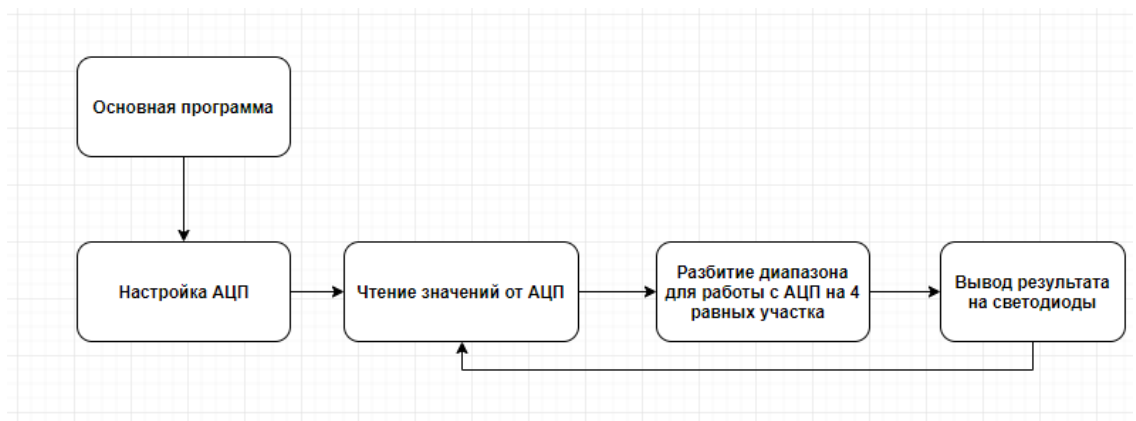 Основная программа
Настройка АЦП
Чтение значений от АЦП
Разбитие диапазона
для работы с АЦП на 4
равных участка
Вывод результата
на светодиоды